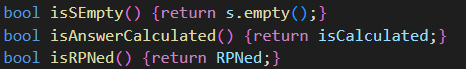 bool isSEmpty() {return s.empty();}
bool isAnswerCalculated() {return isCalculated;}
bool isRPNed() {return RPNed;}